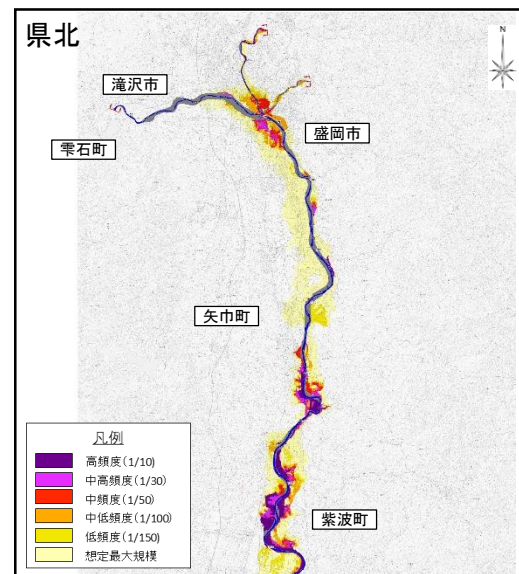 県北
N
滝沢市
盛岡市
雫石町
矢巾町
凡例
高頻度(1/10)
中高頻度(1/30)
中頻度(1/50)
中低頻度(1/100)
低頻度(1/150)
想定最大規模
紫波町